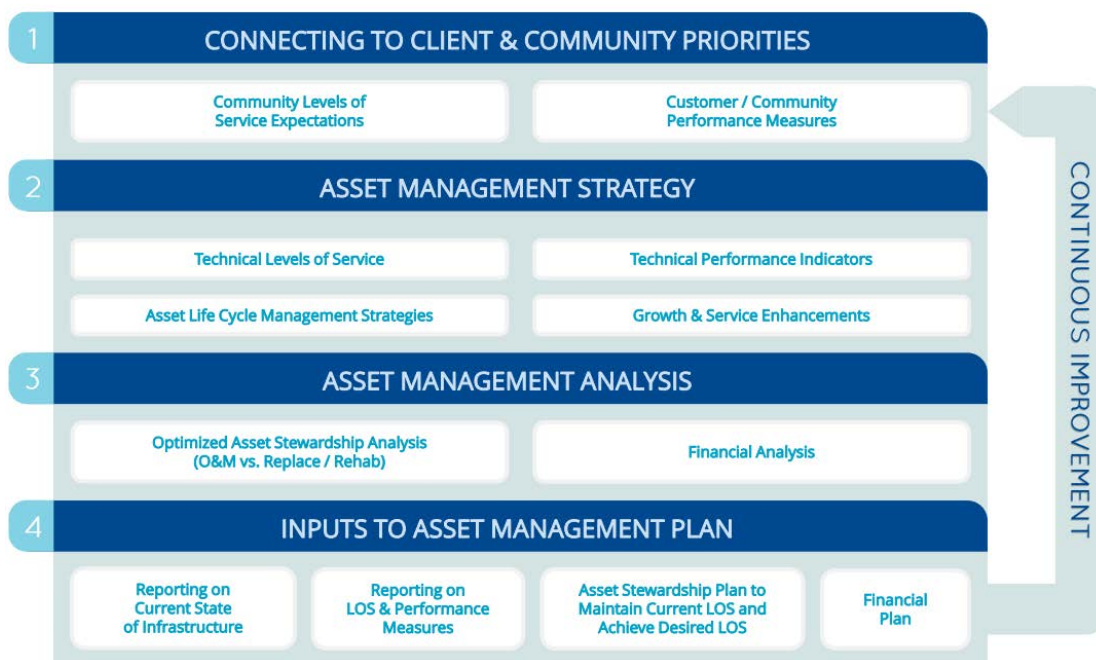 1
CONNECTING TO CLIENT & COMMUNITY PRIORITIES
Community Levels of
Service Expectations
Customer / Community
Performance Measures
2
ASSET MANAGEMENT STRATEGY
Technical Levels of Service
Technical Performance Indicators
Asset Life Cycle Management Strategies
Growth & Service Enhancements
3
ASSET MANAGEMENT ANALYSIS
Optimized Asset Stewardship Analysis
(O&M vs. Replace / Rehab)
Financial Analysis
4
INPUTS TO ASSET MANAGEMENT PLAN
Reporting on
Current State
of Infrastructure
Reporting on
LOS & Performance
Measures
Asset Stewardship Plan to
Maintain Current LOS and
Achieve Desired LOS
Financial
Plan
CONTINUOUS IMPROVEMENT